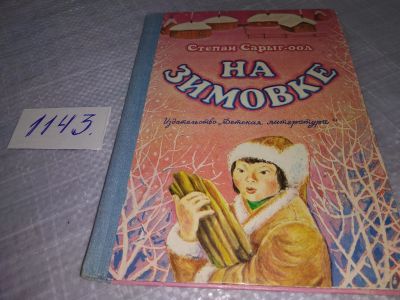 Степан Сарыг-оол
НА
ЗИМОВКЕ
Издательство „Детская литература"
1143.